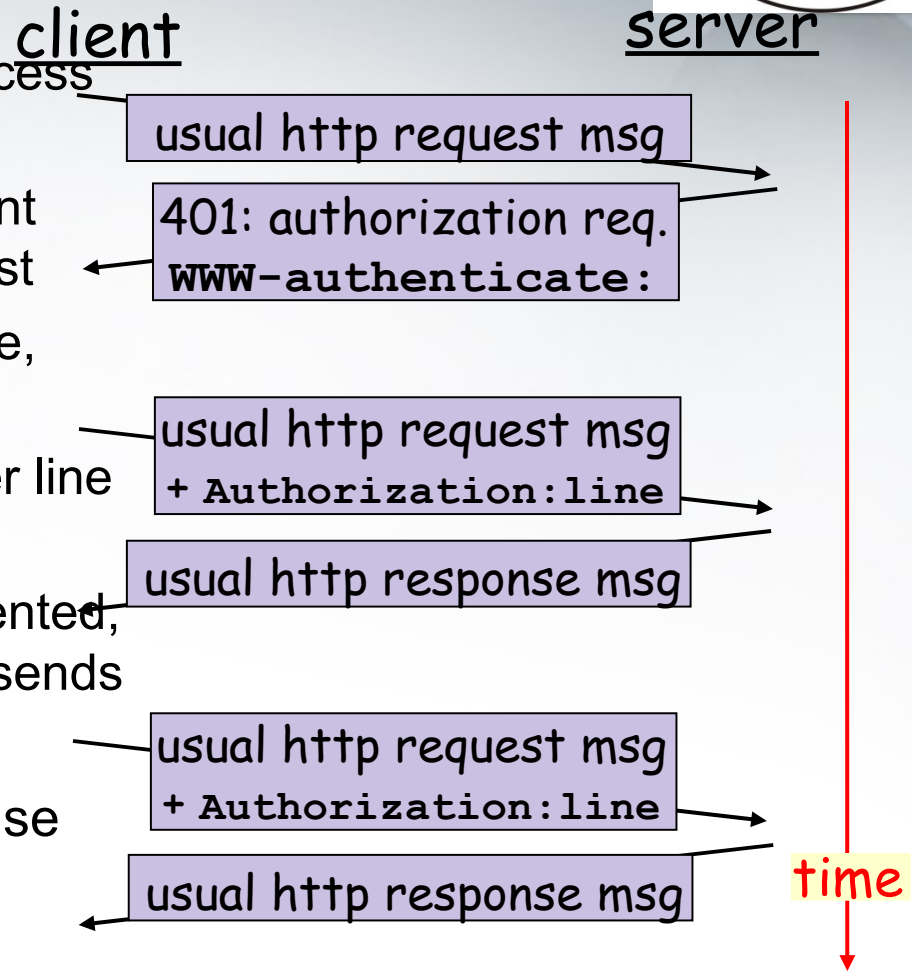 client
server
cess
usual http request msg
nt
401: authorization req.
st
WWW-authenticate:
e,
usual http request msg
er line
+ Authorization:line
usual http response msg
ented,
sends
usual http request msg
se
+ Authorization:line
usual http response msg
time